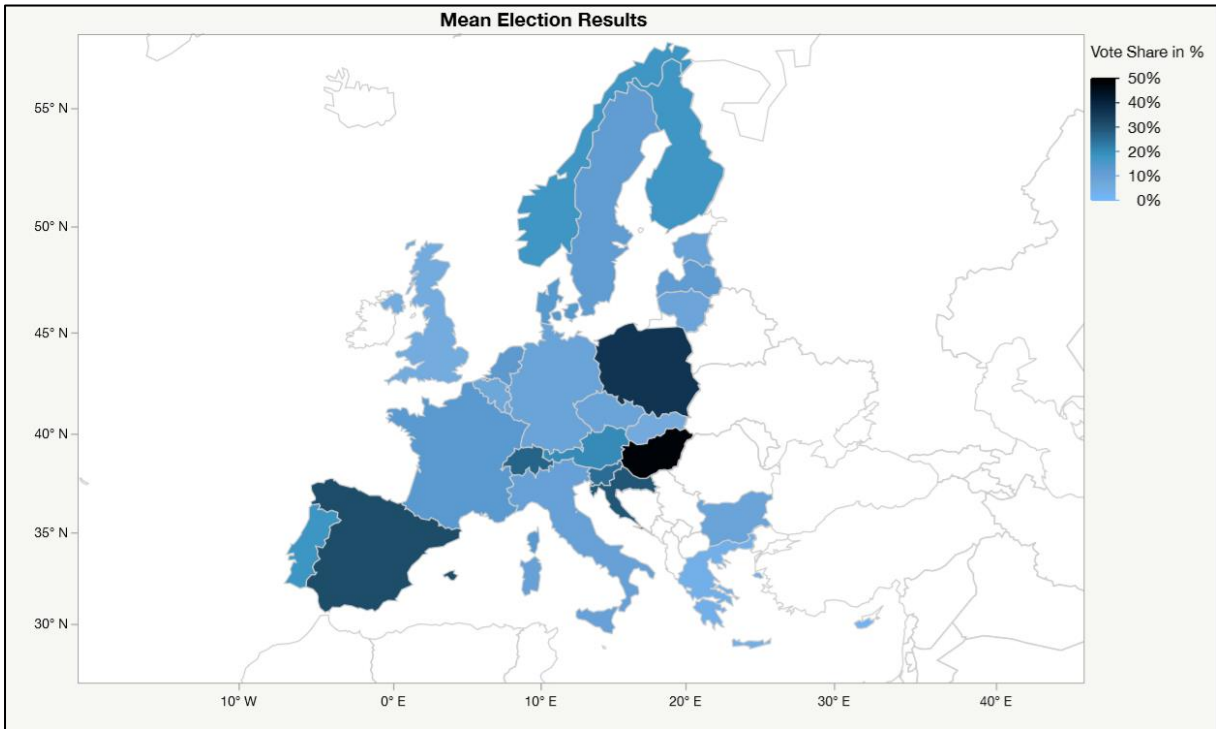 Mean Election Results
Vote Share in %
50%
40%
30%
20%
10%
0%
55° N
50° N
45° N
40° N
35° N
30° N
10° W
0° E
10° E
20° E
30° E
40° E